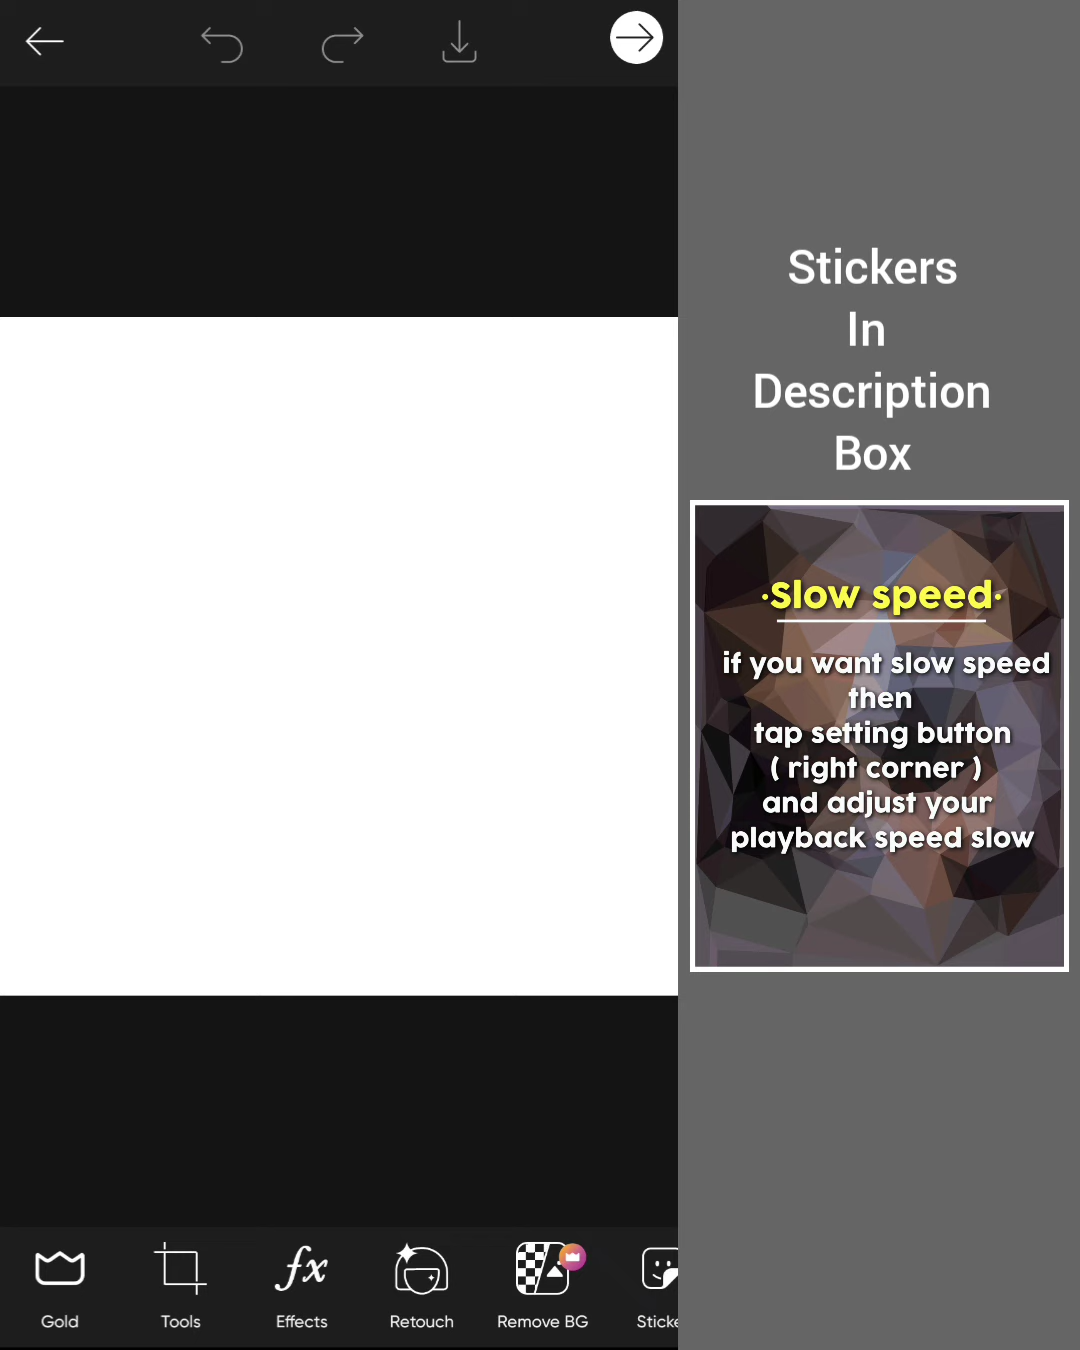 Stickers
In
Description
Box
·Slow speed·
if you want slow speed
then
tap setting button
( right corner )
and adjust your
playback speed slow
Gold
Tools
fx
Effects
Retouch
Remove BG
Sticke